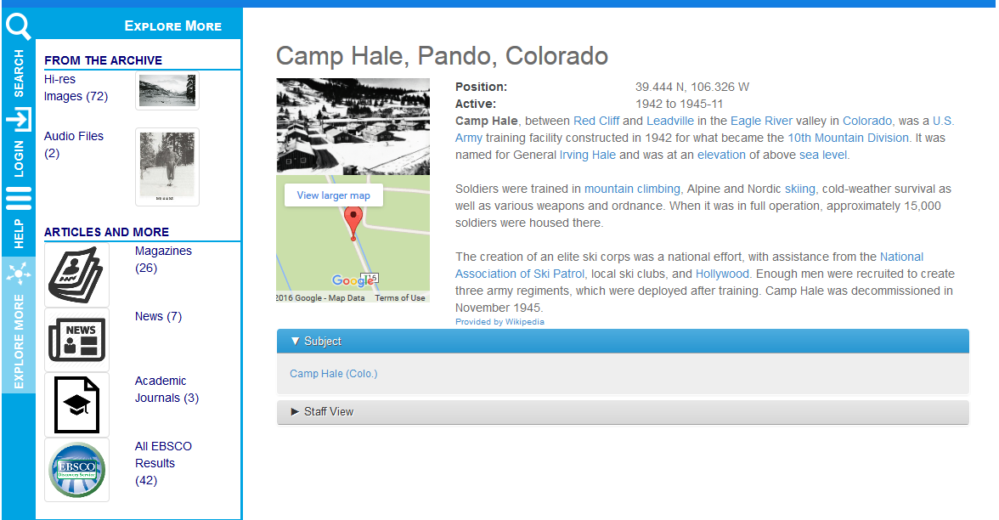 SEARCH
LOGIN
HELP
EXPLORE MORE
Explore More
FROM THE ARCHIVE
Hi-res
Images (72)
Audio Files
(2)
ARTICLES AND MORE
Magazines
(26)
NEWS
News (7)
Academic
Journals (3)
EBSCO
Discovery Service
All EBSCO
Results
(42)
Camp Hale, Pando, Colorado
View larger map
Google
2016 Google - Map Data Terms of Use
Position: 39.444 N, 106.326 W
Active: 1942 to 1945-11
Camp Hale, between Red Cliff and Leadville in the Eagle River valley in Colorado, was a U.S.
Army training facility constructed in 1942 for what became the 10th Mountain Division. It was
named for General Irving Hale and was at an elevation of above sea level.
Soldiers were trained in mountain climbing, Alpine and Nordic skiing, cold-weather survival as
well as various weapons and ordnance. When it was in full operation, approximately 15,000
soldiers were housed there.
The creation of an elite ski corps was a national effort, with assistance from the National
Association of Ski Patrol, local ski clubs, and Hollywood. Enough men were recruited to create
three army regiments, which were deployed after training. Camp Hale was decommissioned in
November 1945.
Provided by Wikipedia
▼ Subject
Camp Hale (Colo.)
► Staff View